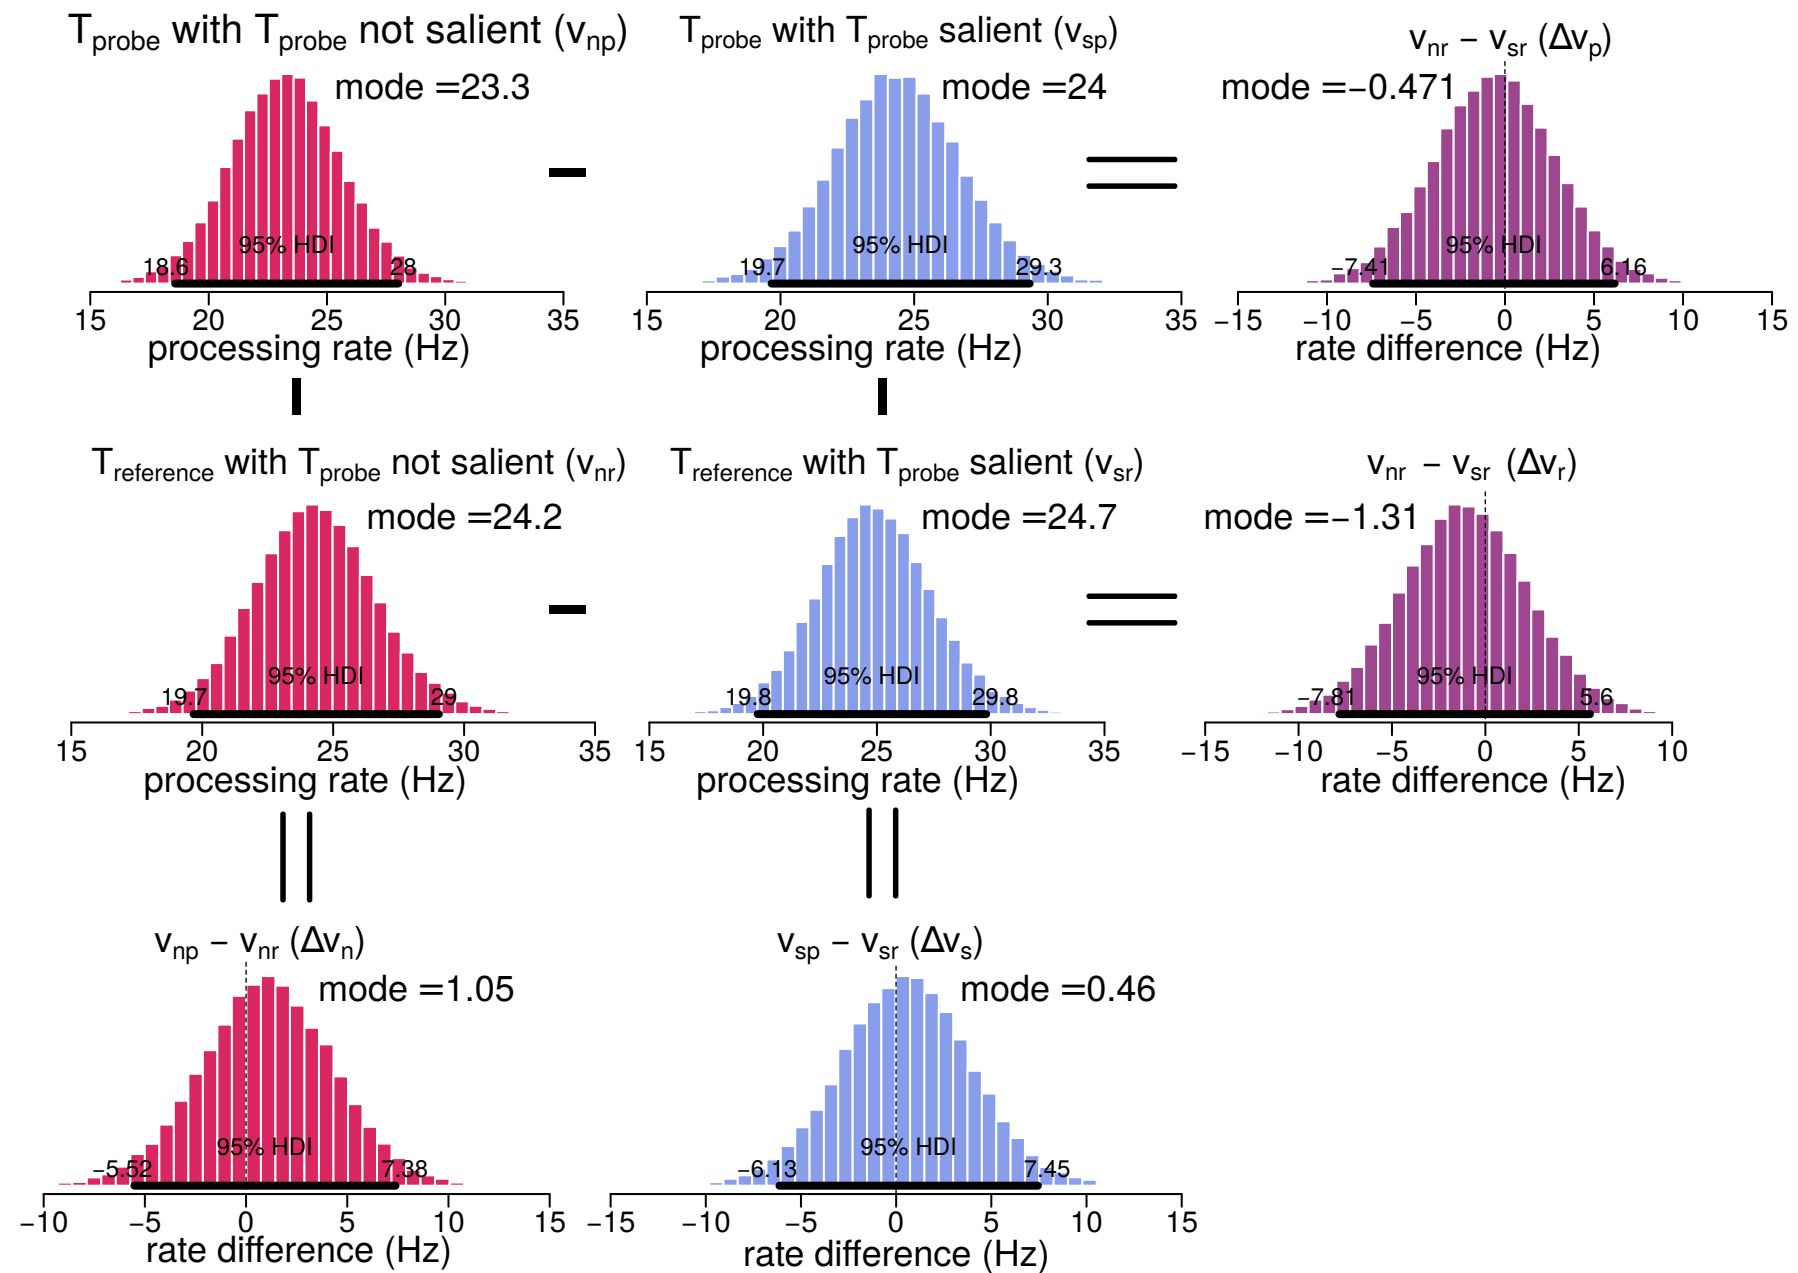 Tprobe with Tprobe not salient (vnp)
mode =23.3
95% HDI
18.6 28
15 20 25 30 35
processing rate (Hz)
Tprobe with Tprobe salient (vsp)
mode =24
95% HDI
19.7 29.3
15 20 25 30 35
processing rate (Hz)
vnr − vsr (Δvp)
mode =−0.471
95% HDI
−7.41 6.16
−15 −10 −5 0 5 10 15
rate difference (Hz)
Treference with Tprobe not salient (vnr)
mode =24.2
95% HDI
19.7 29
15 20 25 30 35
processing rate (Hz)
Treference with Tprobe salient (vsr)
mode =24.7
95% HDI
19.8 29.8
15 20 25 30 35
processing rate (Hz)
vnr − vsr (Δvr)
mode =−1.31
95% HDI
−7.81 5.6
−15 −10 −5 0 5 10
rate difference (Hz)
vnp − vnr (Δvn)
mode =1.05
95% HDI
−5.52 7.38
−10 −5 0 5 10 15
rate difference (Hz)
vsp − vsr (Δvs)
mode =0.46
95% HDI
−6.13 7.45
−15 −10 −5 0 5 10 15
rate difference (Hz)